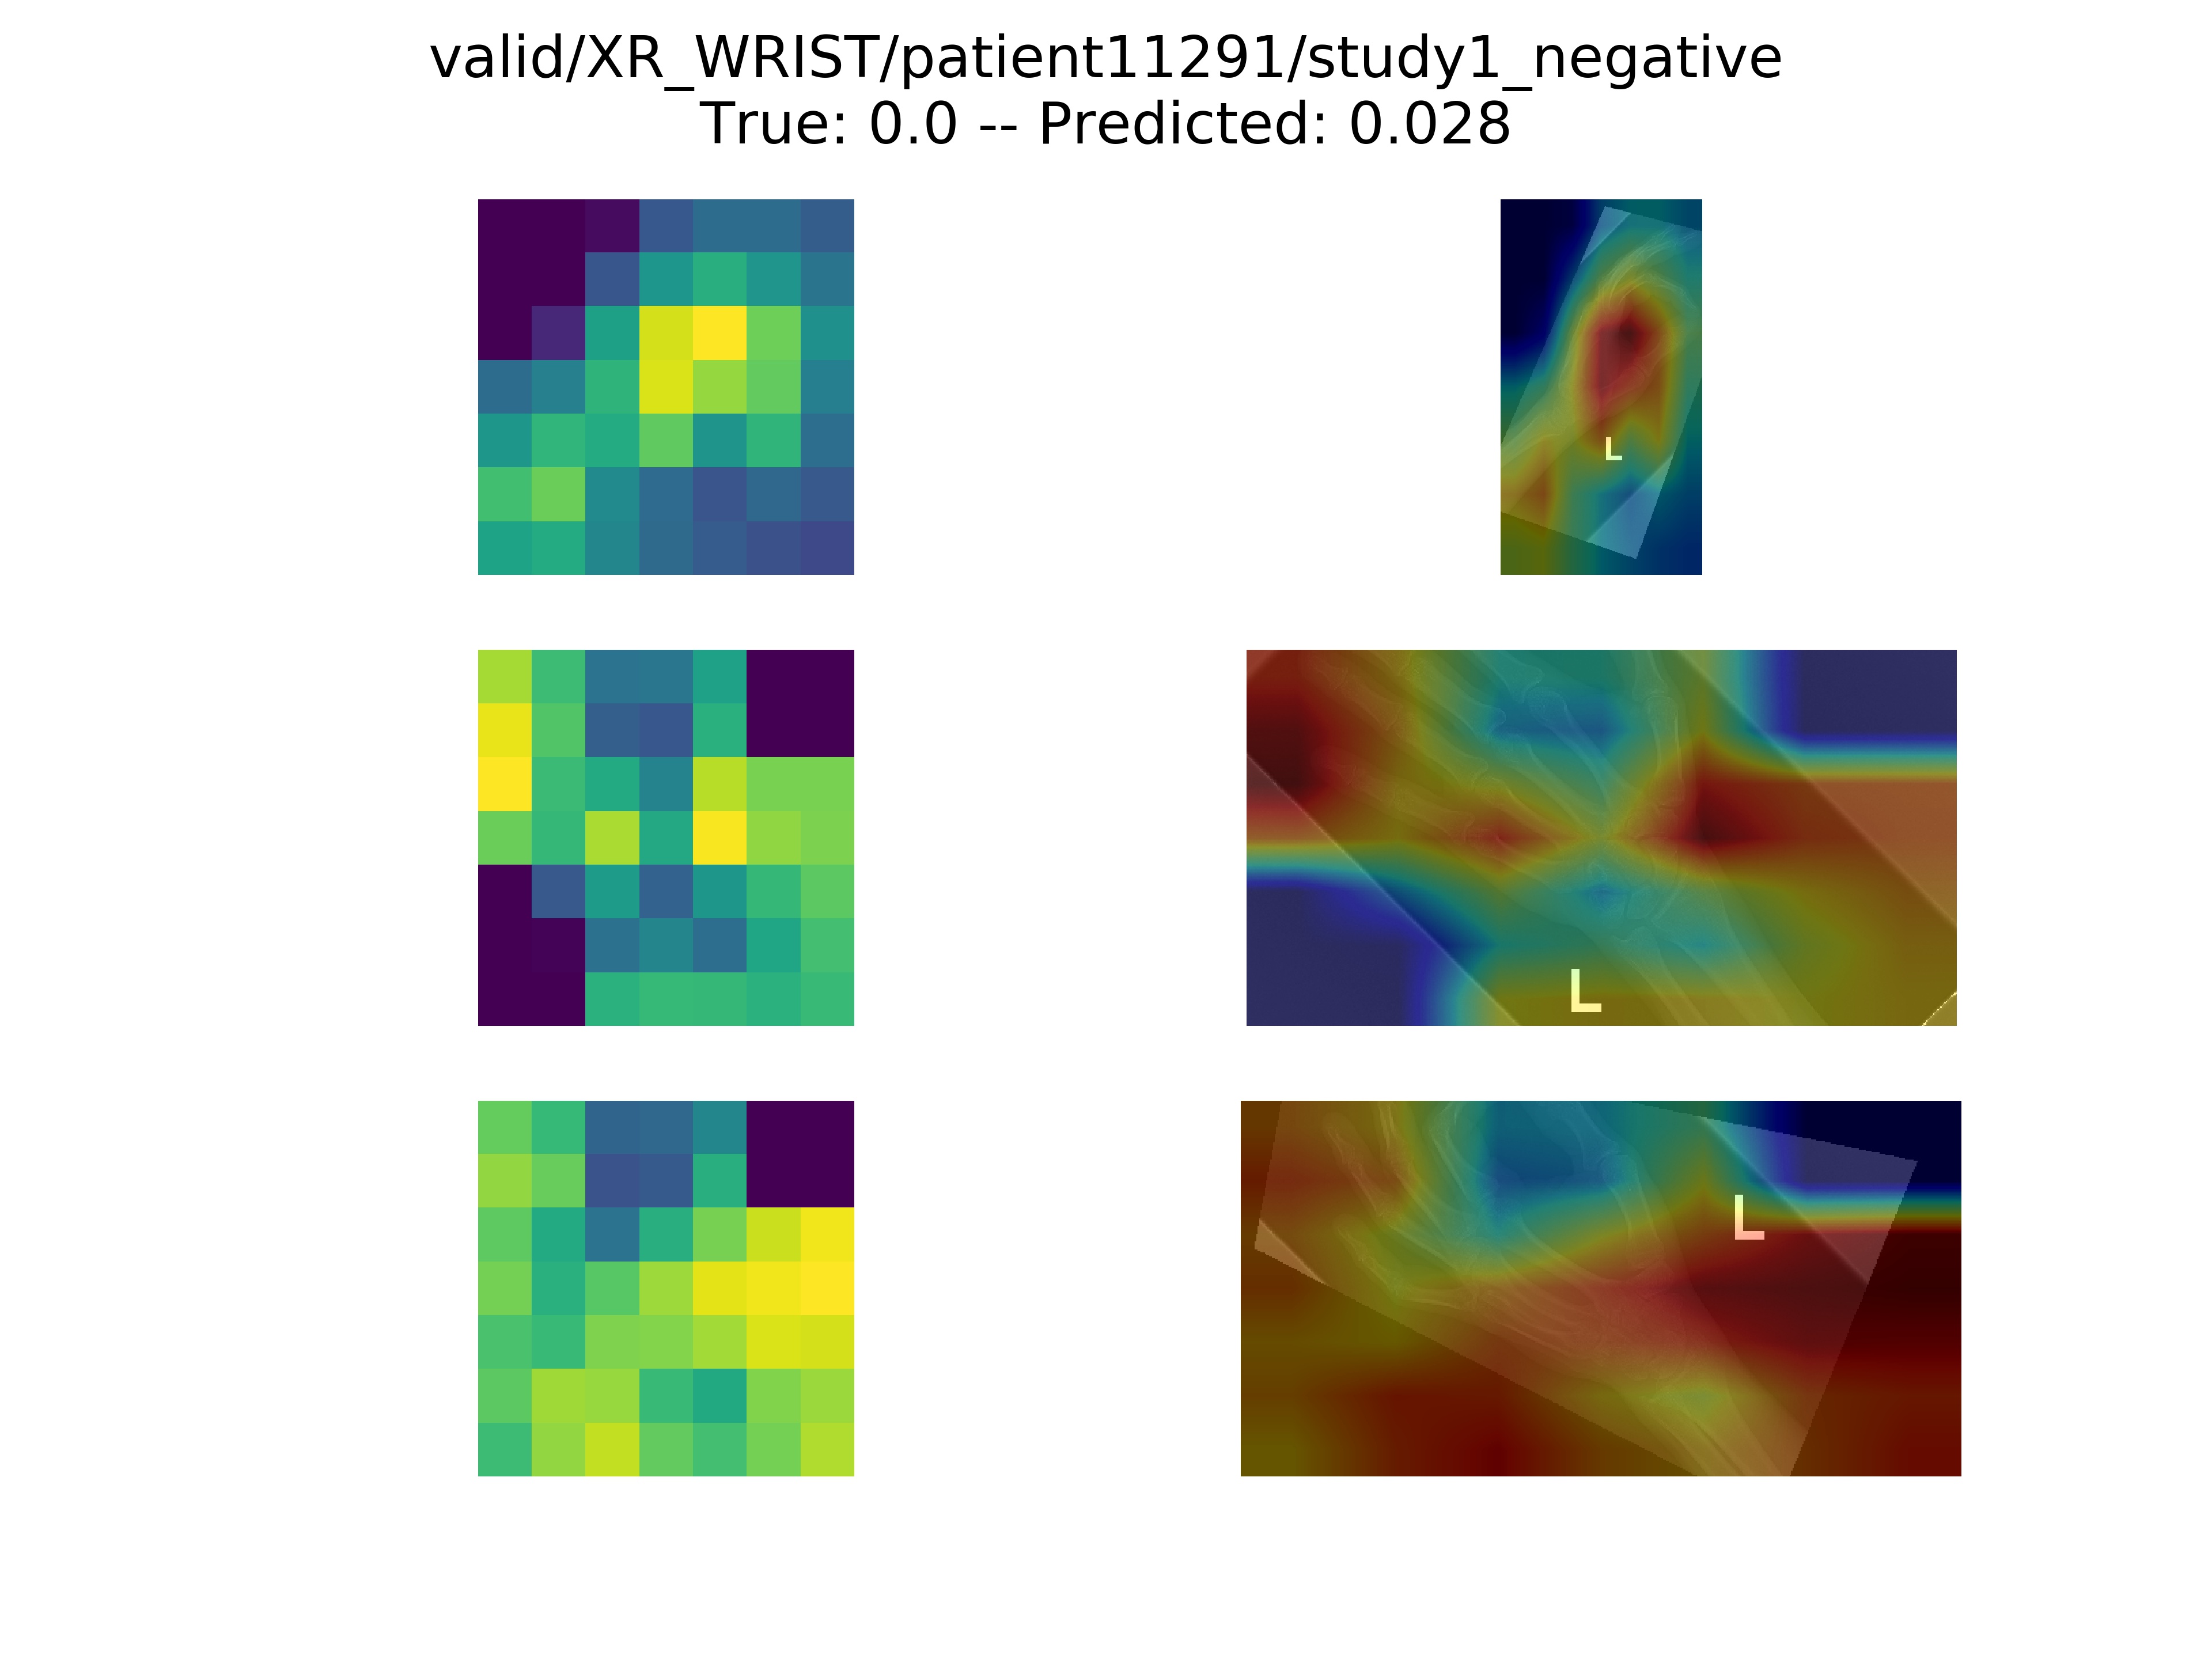 valid/XR_WRIST/patient11291/study1_negative
True: 0.0 -- Predicted: 0.028
L
L
L